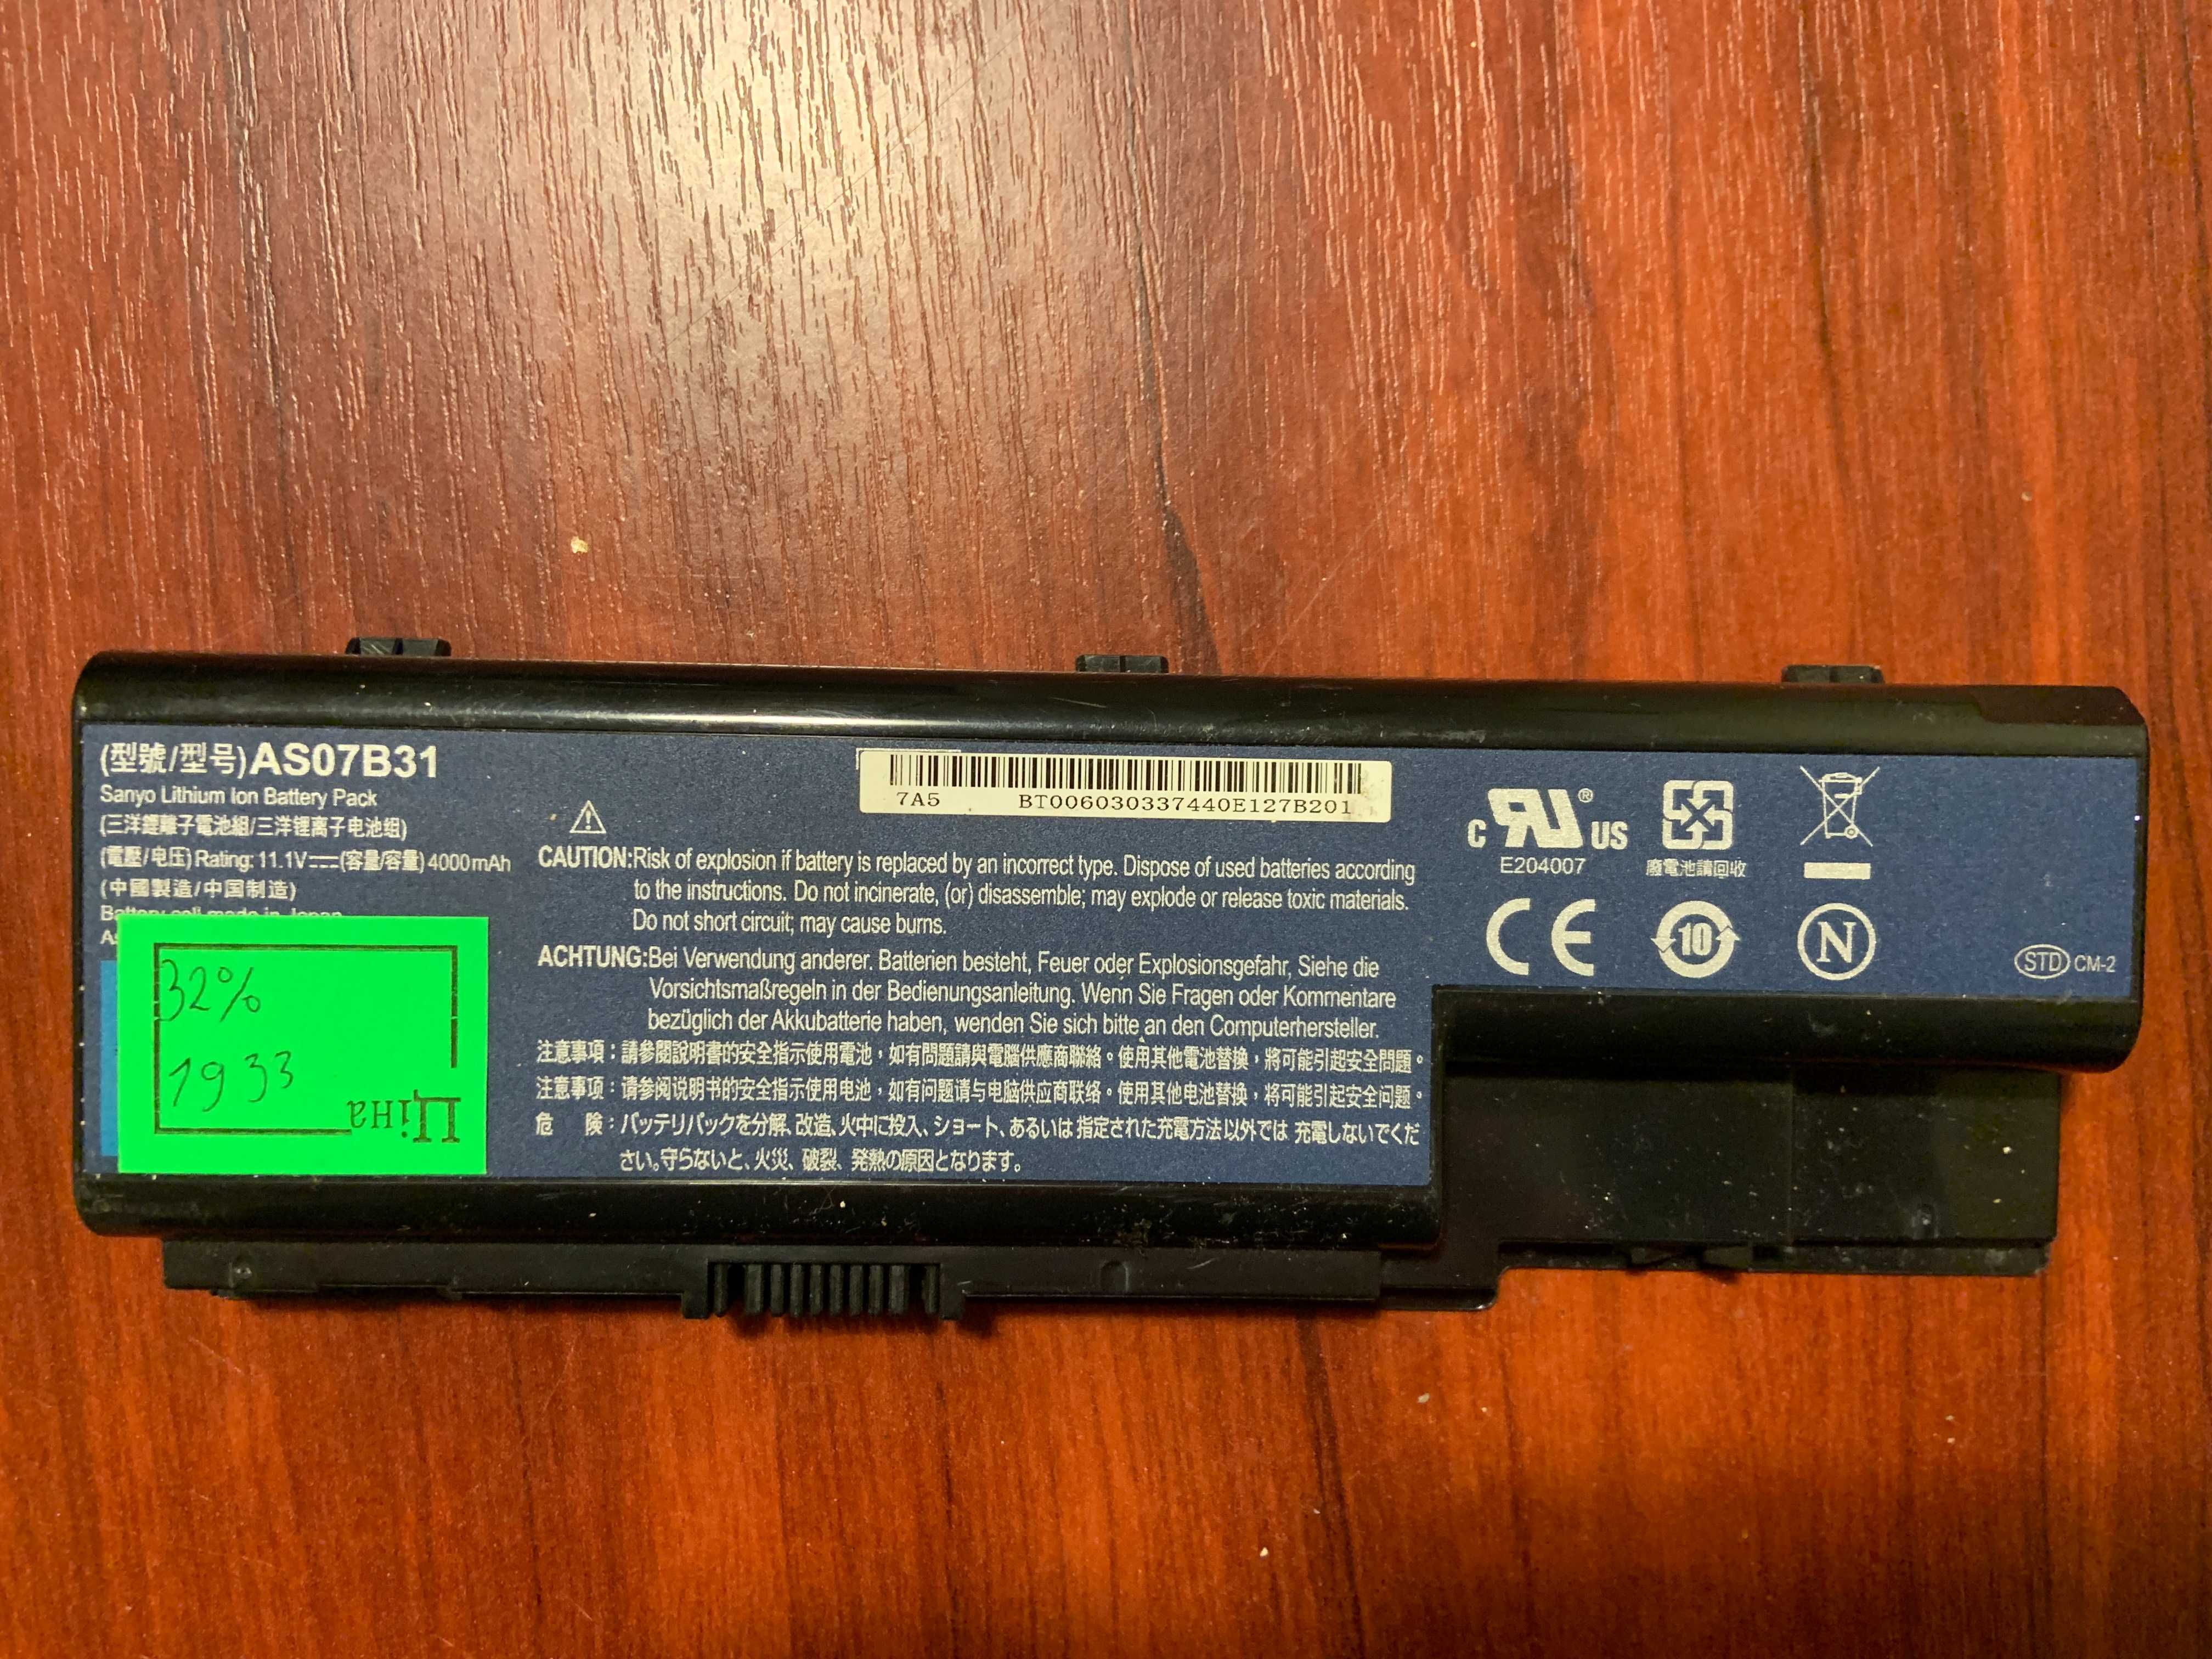 (型號/型号)AS07B31
Sanyo Lithium Ion Battery Pack
(三洋鋰離子電池組/三洋锂离子电池组)
(電壓/电压) Rating: 11.1V (容量/容量) 4000mAh
(中國製造/中国制造)
Battery cell made in Japan
32%
1933
Ціна
7A5 BT006030337440E127B201
CAUTION:Risk of explosion if battery is replaced by an incorrect type. Dispose of used batteries according
to the instructions. Do not incinerate, (or) disassemble; may explode or release toxic materials.
Do not short circuit; may cause burns.
ACHTUNG:Bei Verwendung anderer. Batterien besteht, Feuer oder Explosionsgefahr, Siehe die
Vorsichtsmaßregeln in der Bedienungsanleitung. Wenn Sie Fragen oder Kommentare
bezüglich der Akkubatterie haben, wenden Sie sich bitte an den Computerhersteller.
注意事項：請參閱說明書的安全指示使用電池，如有問題請與電腦供應商聯絡。使用其他電池替換，將可能引起安全問題。
注意事项：请参阅说明书的安全指示使用电池，如有问题请与电脑供应商联络。使用其他电池替换，将可能引起安全问题。
危 険：バッテリパックを分解、改造、火中に投入、ショート、あるいは指定された充電方法以外では 充電しないでくだ
さい。守らないと、火災、破裂、発熱の原因となります。
c RU ® US
E204007
廢電池請回收
CE
10
N
STD CM-2